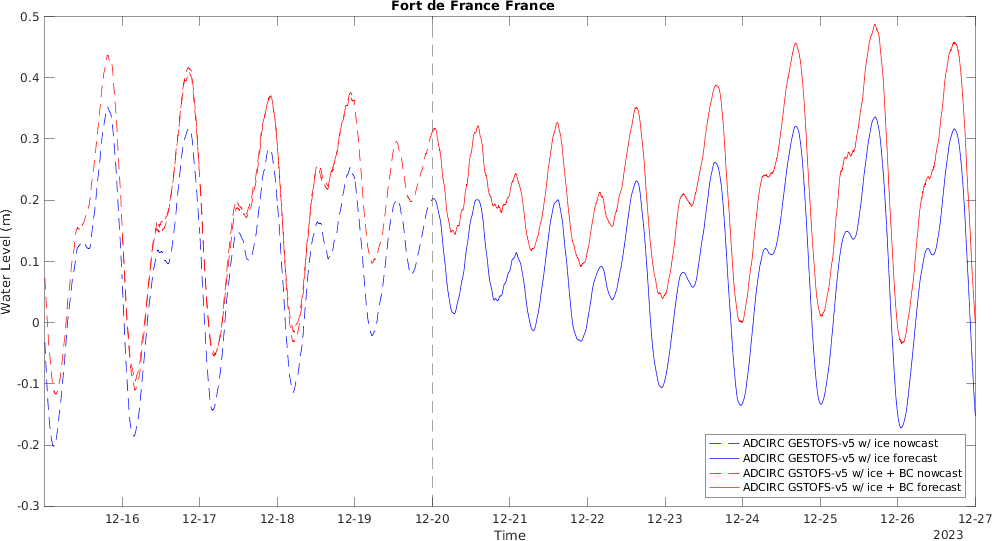 Fort de France France
Water Level (m)
0.5
0.4
0.3
0.2
0.1
0
-0.1
-0.2
-0.3
12-16 12-17 12-18 12-19 12-20 12-21 12-22 12-23 12-24 12-25 12-26 12-27
Time
2023
ADCIRC GESTOFS-v5 w/ ice nowcast
ADCIRC GESTOFS-v5 w/ ice forecast
ADCIRC GSTOFS-v5 w/ ice + BC nowcast
ADCIRC GSTOFS-v5 w/ ice + BC forecast